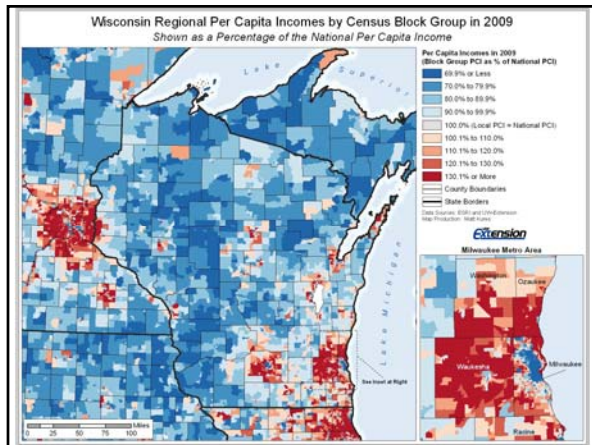 Wisconsin Regional Per Capita Incomes by Census Block Group in 2009
Shown as a Percentage of the National Per Capita Income
Lake Superior
Lake Michigan
See Inset at Right
Miles
0 25 50 100
Per Capita Incomes in 2009
(Block Group PCI as % of National PCI)
69.9% or Less
70.0% to 79.9%
80.0% to 89.9%
90.0% to 99.9%
100.0% (Local PCI = National PCI)
100.1% to 110.0%
110.1% to 120.0%
120.1% to 130.0%
130.1% or More
County Boundaries
State Borders
Data Sources: ESRI and UW-Extension
Map Production: Matt Kures
Extension
Milwaukee Metro Area
Washington
Ozaukee
Waukesha
Milwaukee
Racine